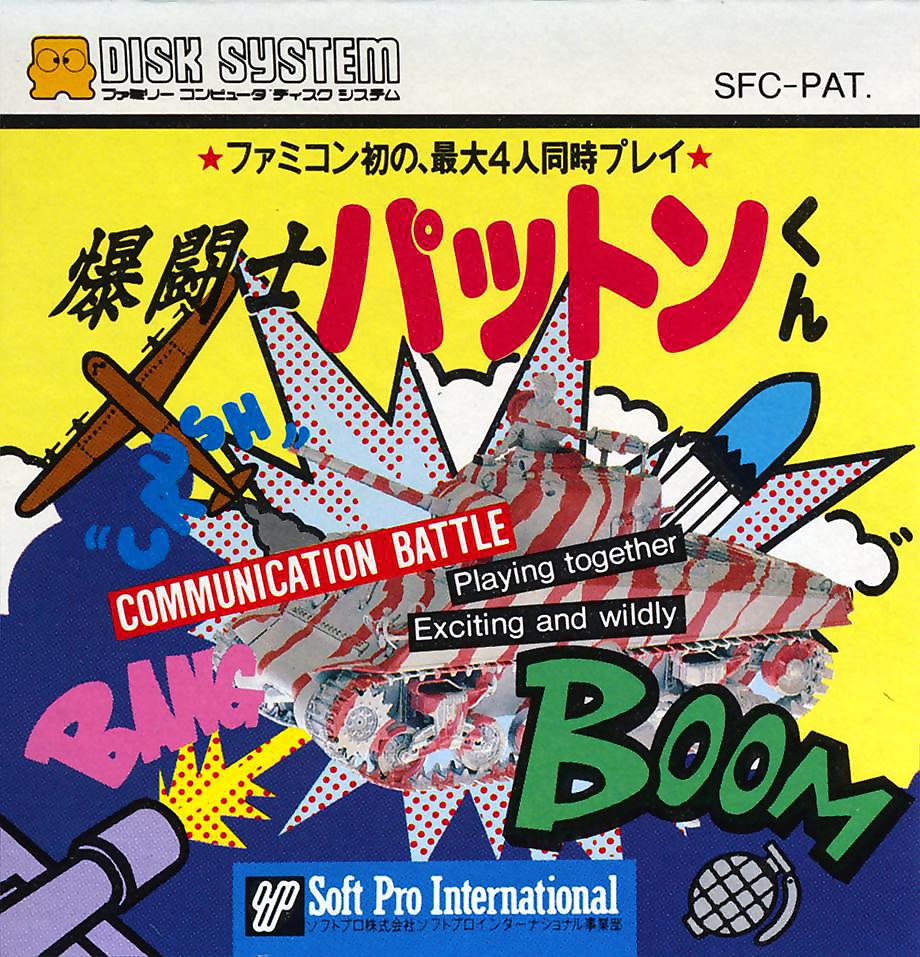 DISK SYSTEM
ファミリー コンピュータ ディスク システム
SFC-PAT.
★ファミコン初の、最大4人同時プレイ★
爆闘士パットンくん
"CRUSH"
COMMUNICATION BATTLE
Playing together
Exciting and wildly
BANG
BOOM"
Soft Pro International
ソフトプロ株式会社ソフトプロインターナショナル事業部